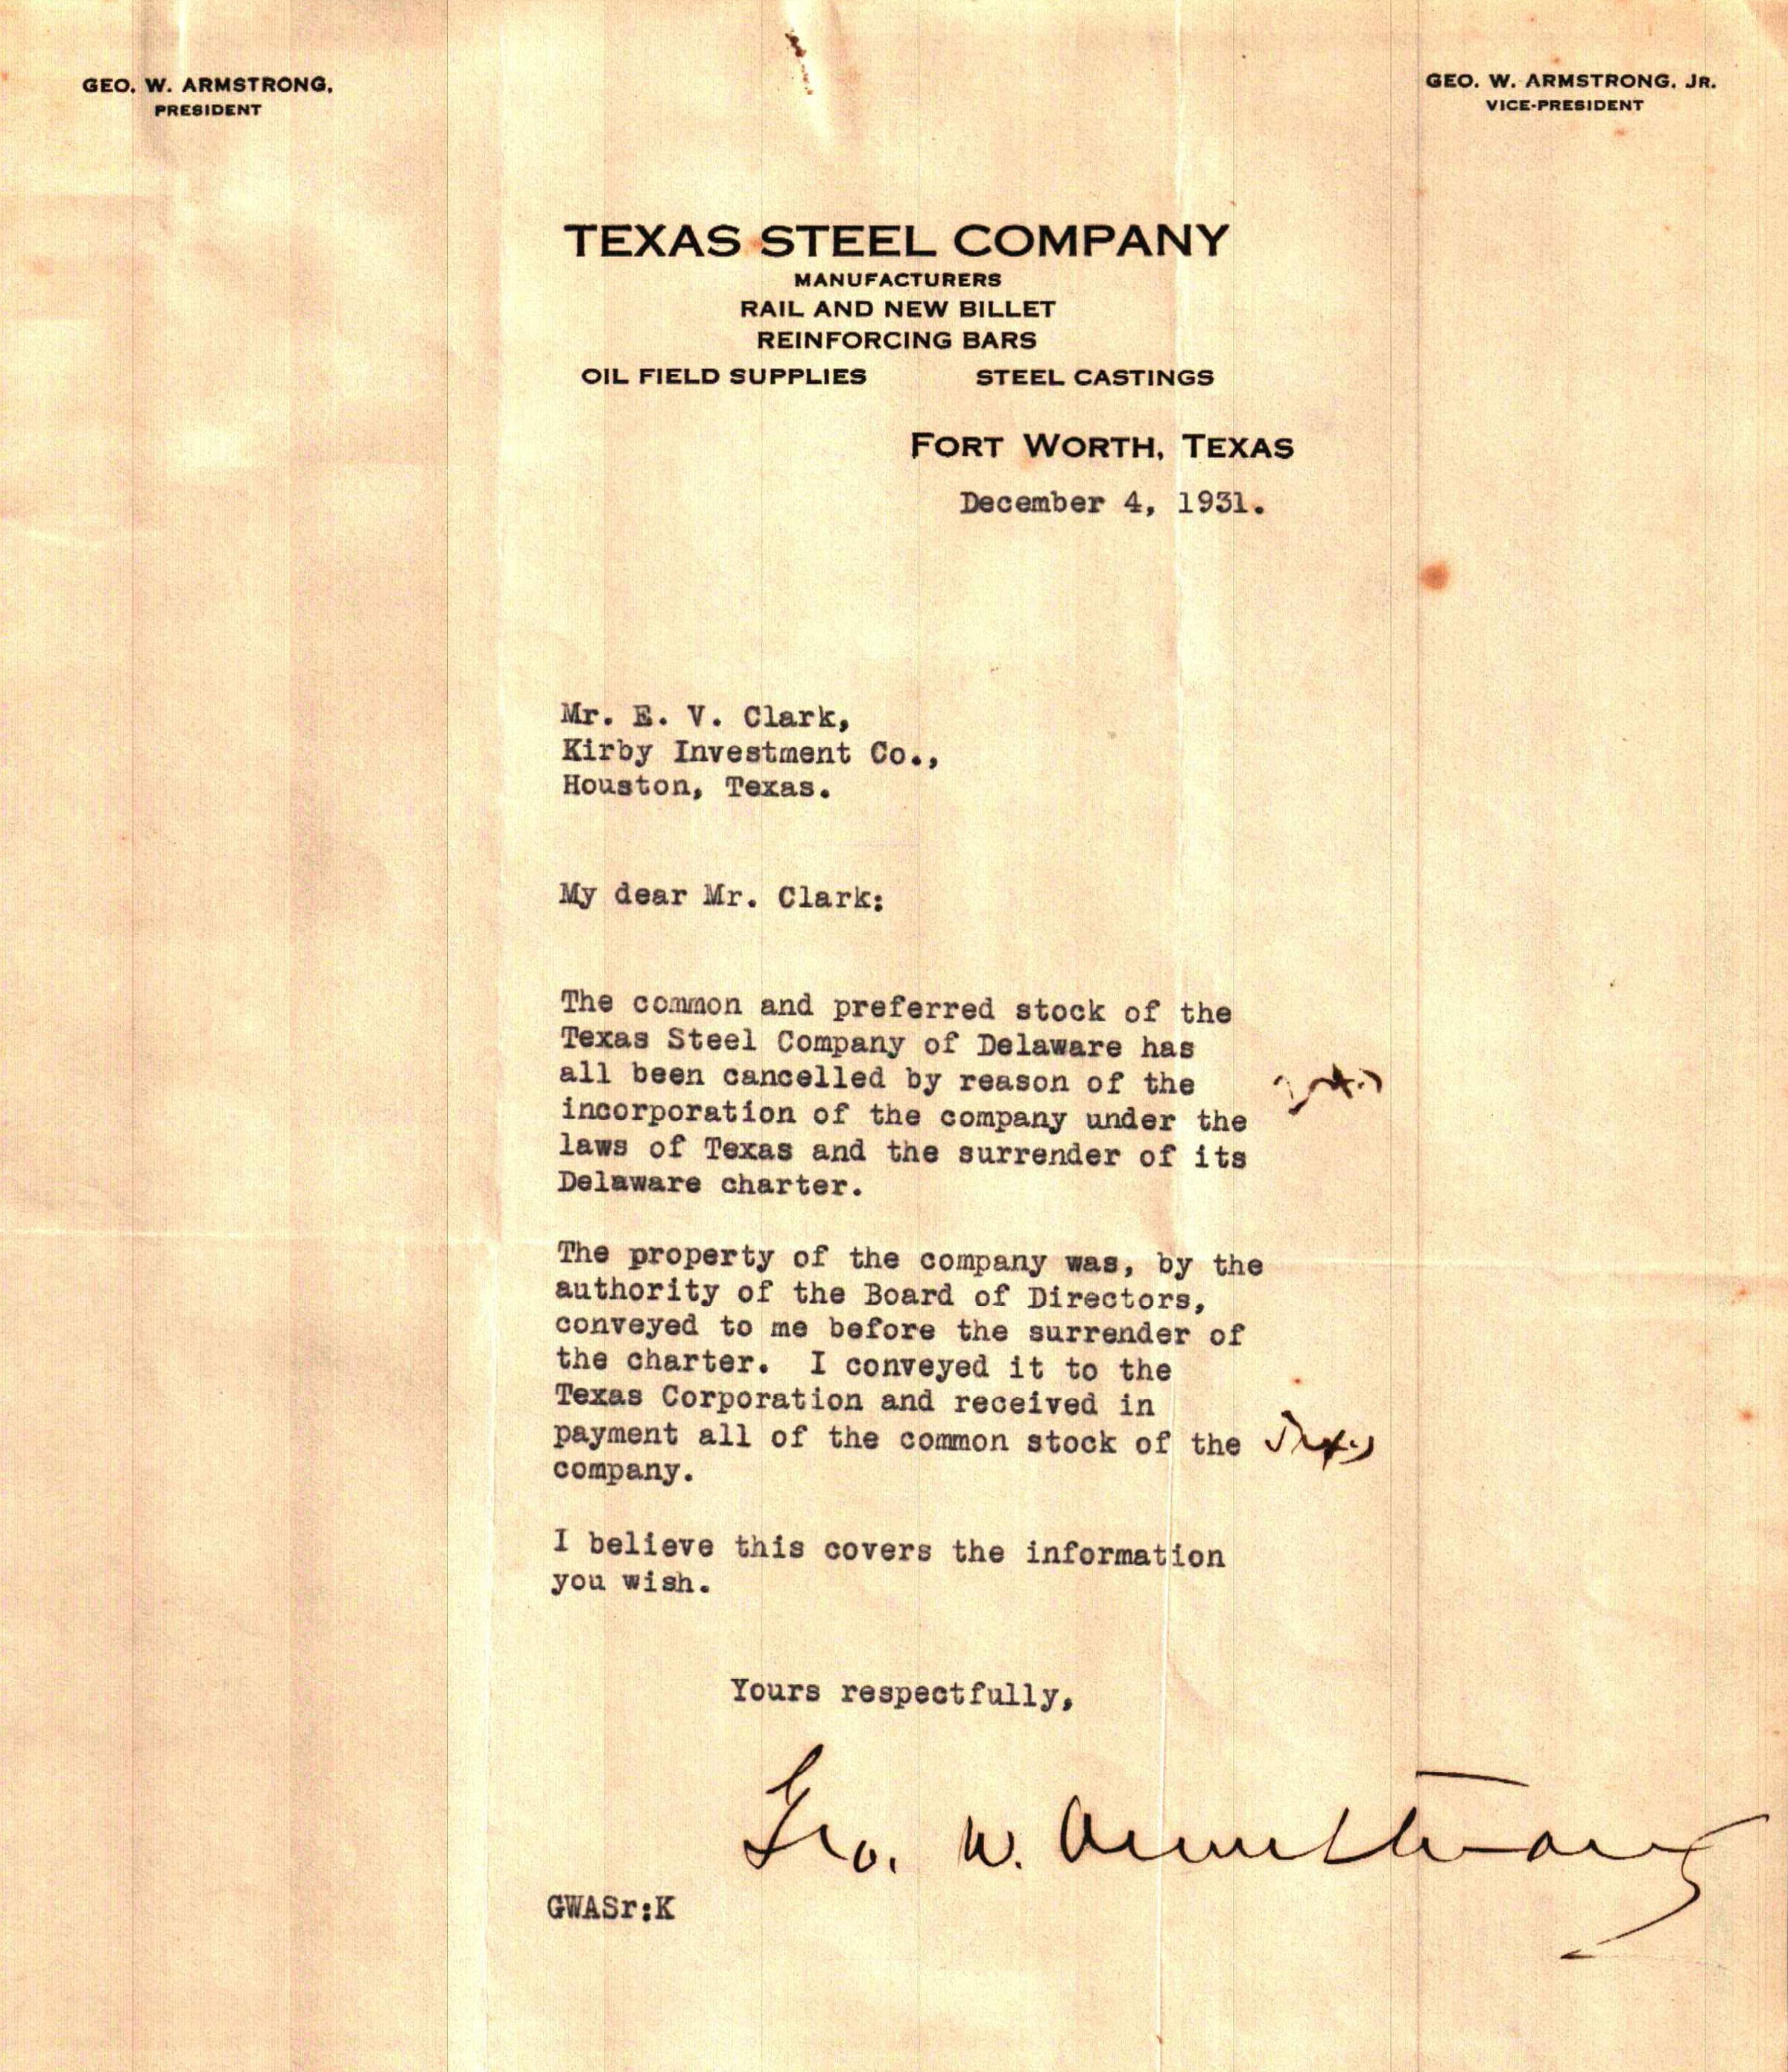 GEO. W. ARMSTRONG,
PRESIDENT
GEO. W. ARMSTRONG, JR.
VICE-PRESIDENT
TEXAS STEEL COMPANY
MANUFACTURERS
RAIL AND NEW BILLET
REINFORCING BARS
OIL FIELD SUPPLIES STEEL CASTINGS
FORT WORTH, TEXAS
December 4, 1931.
Mr. E. V. Clark,
Kirby Investment Co.,
Houston, Texas.
My dear Mr. Clark:
The common and preferred stock of the
Texas Steel Company of Delaware has
all been cancelled by reason of the
incorporation of the company under the
laws of Texas and the surrender of its
Delaware charter.
The property of the company was, by the
authority of the Board of Directors,
conveyed to me before the surrender of
the charter. I conveyed it to the
Texas Corporation and received in
payment all of the common stock of the
company.
I believe this covers the information
you wish.
Yours respectfully,
Geo. W. Armstrong
GWASr:K